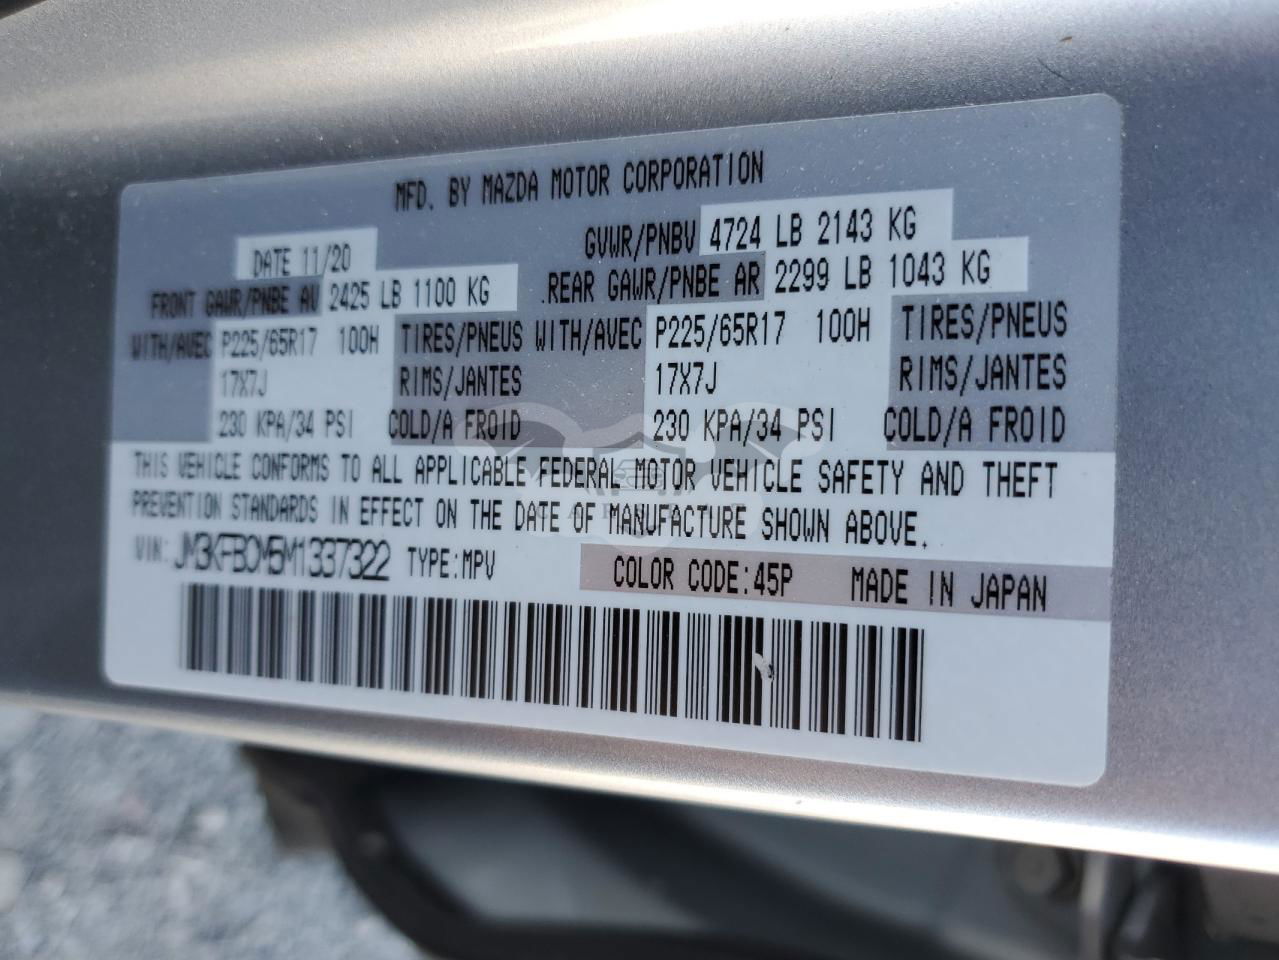 MFD. BY MAZDA MOTOR CORPORATION
DATE 11/20 GVWR/PNBV 4724 LB 2143 KG
FRONT GAWR/PNBE AV 2425 LB 1100 KG .REAR GAWR/PNBE AR 2299 LB 1043 KG
WITH/AVEC P225/65R17 100H TIRES/PNEUS WITH/AVEC P225/65R17 100H TIRES/PNEUS
17X7J RIMS/JANTES 17X7J RIMS/JANTES
230 KPA/34 PSI COLD/A FROID 230 KPA/34 PSI COLD/A FROID
THIS VEHICLE CONFORMS TO ALL APPLICABLE FEDERAL MOTOR VEHICLE SAFETY AND THEFT
PREVENTION STANDARDS IN EFFECT ON THE DATE OF MANUFACTURE SHOWN ABOVE.
VIN: JM3KFBCM5M1337322 TYPE:MPV COLOR CODE:45P MADE IN JAPAN